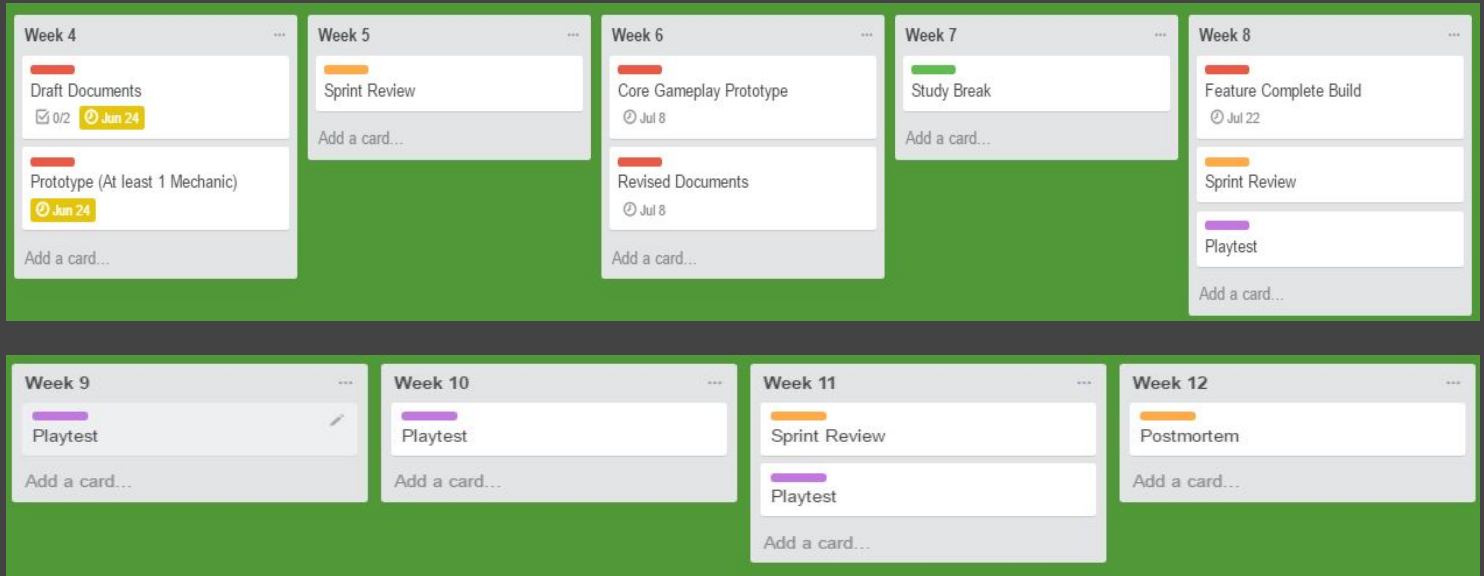 Week 4
Draft Documents
0/2 Jun 24
Prototype (At least 1 Mechanic)
Jun 24
Add a card...
Week 5
Sprint Review
Add a card...
Week 6
Core Gameplay Prototype
Jul 8
Revised Documents
Jul 8
Add a card...
Week 7
Study Break
Add a card...
Week 8
Feature Complete Build
Jul 22
Sprint Review
Playtest
Add a card...
Week 9
Playtest
Add a card...
Week 10
Playtest
Add a card...
Week 11
Sprint Review
Playtest
Add a card...
Week 12
Postmortem
Add a card...